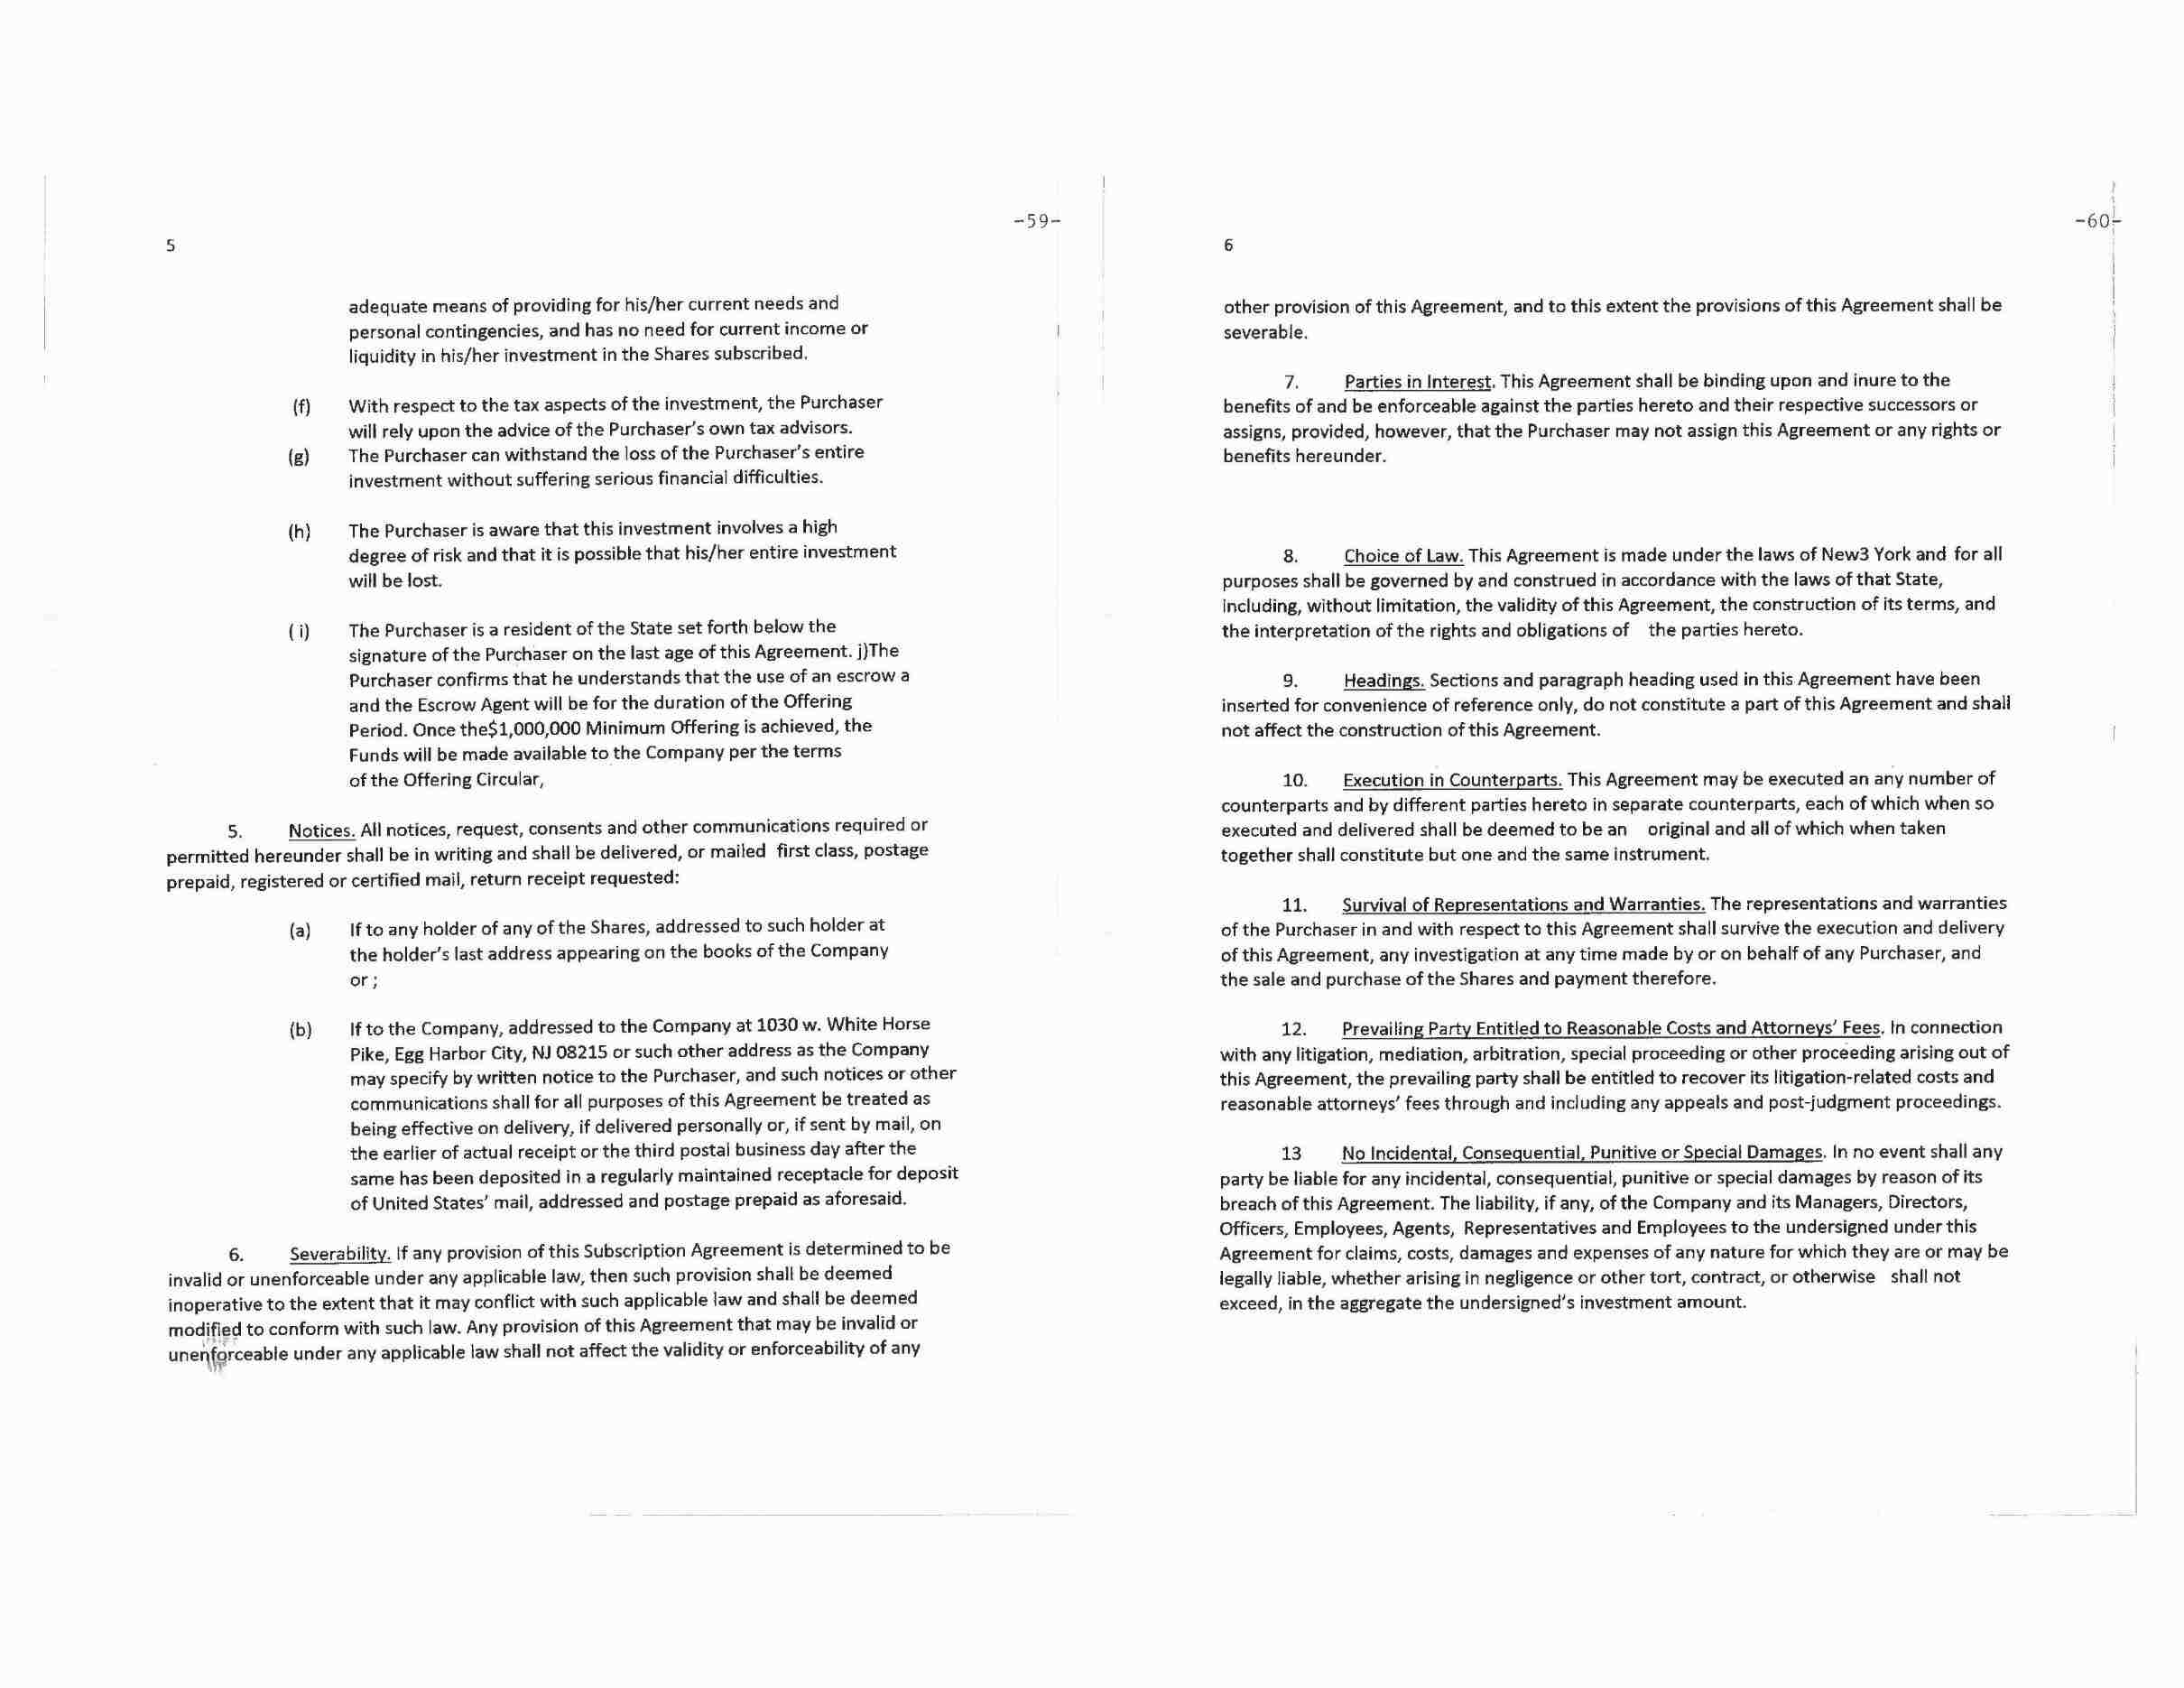 -59-
5
adequate means of providing for his/her current needs and
personal contingencies, and has no need for current income or
liquidity in his/her investment in the Shares subscribed.
(f) With respect to the tax aspects of the investment, the Purchaser
will rely upon the advice of the Purchaser's own tax advisors.
(g) The Purchaser can withstand the loss of the Purchaser's entire
investment without suffering serious financial difficulties.
(h) The Purchaser is aware that this investment involves a high
degree of risk and that it is possible that his/her entire investment
will be lost.
( i) The Purchaser is a resident of the State set forth below the
signature of the Purchaser on the last age of this Agreement. j)The
Purchaser confirms that he understands that the use of an escrow a
and the Escrow Agent will be for the duration of the Offering
Period. Once the$1,000,000 Minimum Offering is achieved, the
Funds will be made available to the Company per the terms
of the Offering Circular,
5. Notices. All notices, request, consents and other communications required or
permitted hereunder shall be in writing and shall be delivered, or mailed first class, postage
prepaid, registered or certified mail, return receipt requested:
(a) If to any holder of any of the Shares, addressed to such holder at
the holder's last address appearing on the books of the Company
or ;
(b) If to the Company, addressed to the Company at 1030 w. White Horse
Pike, Egg Harbor City, NJ 08215 or such other address as the Company
may specify by written notice to the Purchaser, and such notices or other
communications shall for all purposes of this Agreement be treated as
being effective on delivery, if delivered personally or, if sent by mail, on
the earlier of actual receipt or the third postal business day after the
same has been deposited in a regularly maintained receptacle for deposit
of United States' mail, addressed and postage prepaid as aforesaid.
6. Severability. If any provision of this Subscription Agreement is determined to be
invalid or unenforceable under any applicable law, then such provision shall be deemed
inoperative to the extent that it may conflict with such applicable law and shall be deemed
modified to conform with such law. Any provision of this Agreement that may be invalid or
unenforceable under any applicable law shall not affect the validity or enforceability of any
-60-
6
other provision of this Agreement, and to this extent the provisions of this Agreement shall be
severable.
7. Parties in Interest. This Agreement shall be binding upon and inure to the
benefits of and be enforceable against the parties hereto and their respective successors or
assigns, provided, however, that the Purchaser may not assign this Agreement or any rights or
benefits hereunder.
8. Choice of Law. This Agreement is made under the laws of New3 York and for all
purposes shall be governed by and construed in accordance with the laws of that State,
including, without limitation, the validity of this Agreement, the construction of its terms, and
the interpretation of the rights and obligations of the parties hereto.
9. Headings. Sections and paragraph heading used in this Agreement have been
inserted for convenience of reference only, do not constitute a part of this Agreement and shall
not affect the construction of this Agreement.
10. Execution in Counterparts. This Agreement may be executed an any number of
counterparts and by different parties hereto in separate counterparts, each of which when so
executed and delivered shall be deemed to be an original and all of which when taken
together shall constitute but one and the same instrument.
11. Survival of Representations and Warranties. The representations and warranties
of the Purchaser in and with respect to this Agreement shall survive the execution and delivery
of this Agreement, any investigation at any time made by or on behalf of any Purchaser, and
the sale and purchase of the Shares and payment therefore.
12. Prevailing Party Entitled to Reasonable Costs and Attorneys' Fees. In connection
with any litigation, mediation, arbitration, special proceeding or other proceeding arising out of
this Agreement, the prevailing party shall be entitled to recover its litigation-related costs and
reasonable attorneys' fees through and including any appeals and post-judgment proceedings.
13 No Incidental, Consequential, Punitive or Special Damages. In no event shall any
party be liable for any incidental, consequential, punitive or special damages by reason of its
breach of this Agreement. The liability, if any, of the Company and its Managers, Directors,
Officers, Employees, Agents, Representatives and Employees to the undersigned under this
Agreement for claims, costs, damages and expenses of any nature for which they are or may be
legally liable, whether arising in negligence or other tort, contract, or otherwise shall not
exceed, in the aggregate the undersigned's investment amount.